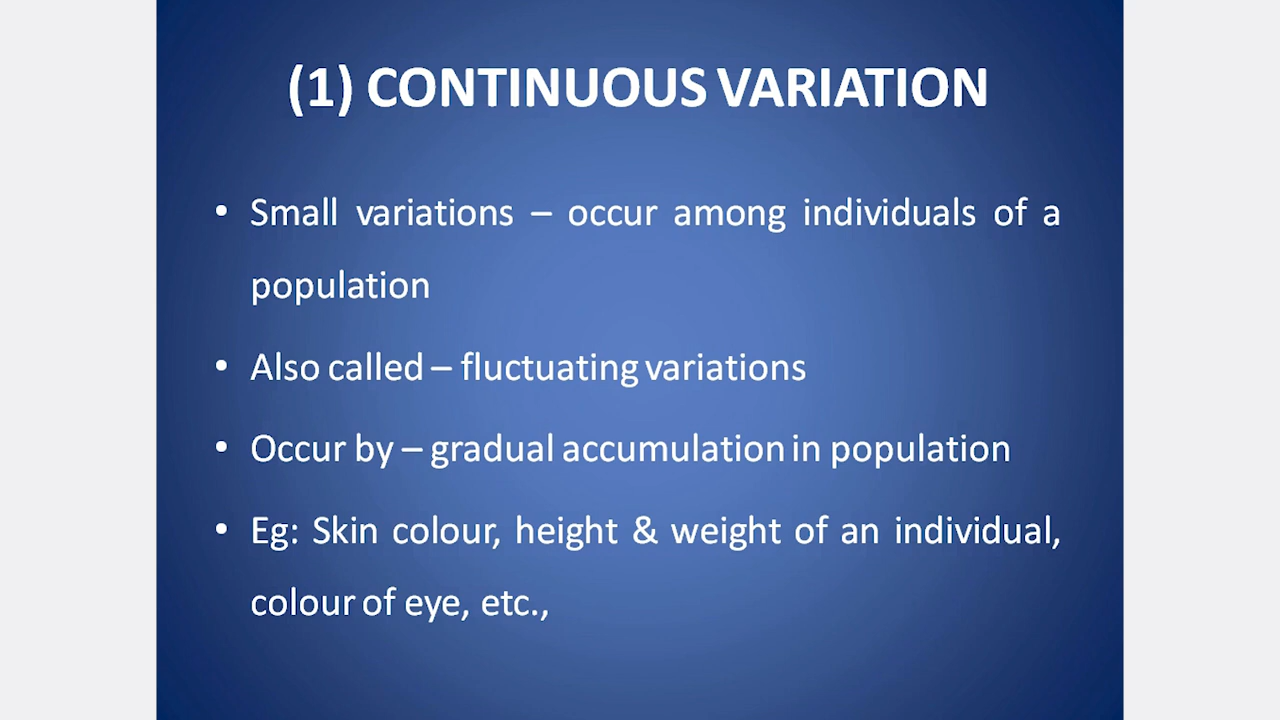 (1) CONTINUOUS VARIATION
• Small variations – occur among individuals of a
population
• Also called – fluctuating variations
• Occur by – gradual accumulation in population
• Eg: Skin colour, height & weight of an individual,
colour of eye, etc.,